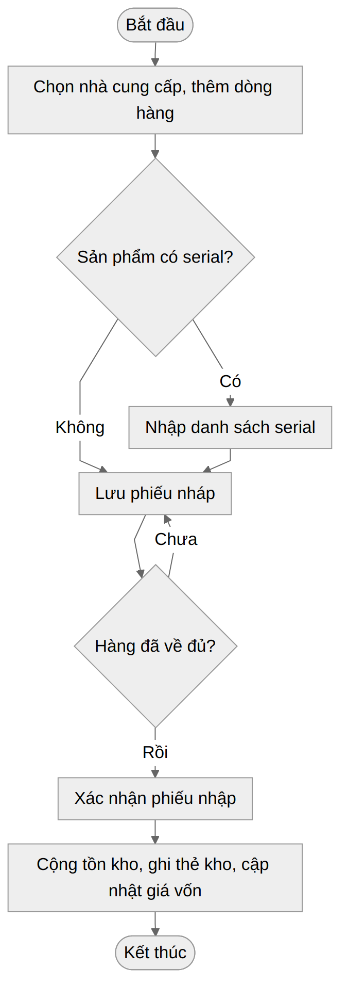 Bắt đầu
Chọn nhà cung cấp, thêm dòng
hàng
Sản phẩm có serial?
Có
Không
Nhập danh sách serial
Lưu phiếu nháp
Chưa
Hàng đã về đủ?
Rồi
Xác nhận phiếu nhập
Cộng tồn kho, ghi thẻ kho, cập
nhật giá vốn
Kết thúc